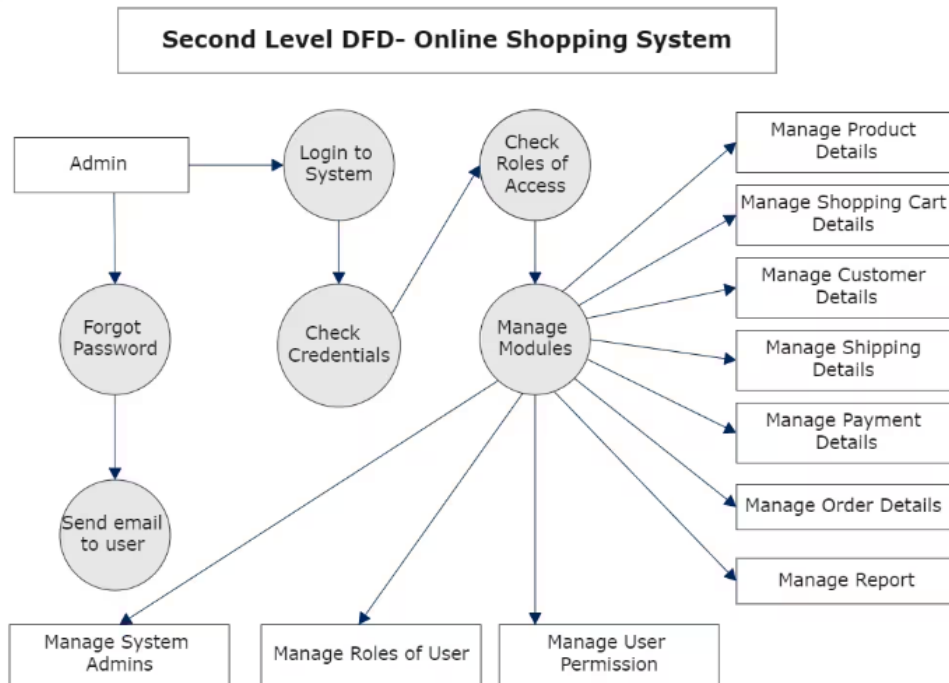 Second Level DFD- Online Shopping System
Admin
Login to
System
Check
Roles of
Access
Manage Product
Details
Manage Shopping Cart
Details
Manage Customer
Details
Forgot
Password
Check
Credentials
Manage
Modules
Manage Shipping
Details
Manage Payment
Details
Send email
to user
Manage Order Details
Manage Report
Manage System
Admins
Manage Roles of User
Manage User
Permission